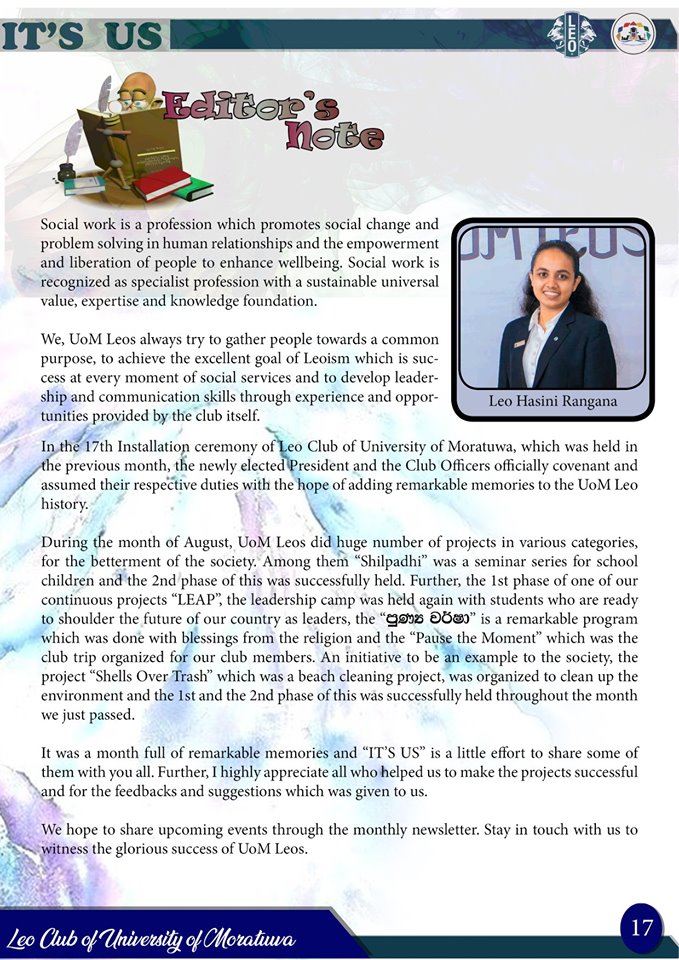 IT'S US
LEO
Editor's
Note
Social work is a profession which promotes social change and
problem solving in human relationships and the empowerment
and liberation of people to enhance wellbeing. Social work is
recognized as specialist profession with a sustainable universal
value, expertise and knowledge foundation.
We, UoM Leos always try to gather people towards a common
purpose, to achieve the excellent goal of Leoism which is suc-
cess at every moment of social services and to develop leader-
ship and communication skills through experience and oppor-
tunities provided by the club itself.
UOM LEOS
Leo Hasini Rangana
In the 17th Installation ceremony of Leo Club of University of Moratuwa, which was held in
the previous month, the newly elected President and the Club Officers officially covenant and
assumed their respective duties with the hope of adding remarkable memories to the UoM Leo
history.
During the month of August, UoM Leos did huge number of projects in various categories,
for the betterment of the society. Among them “Shilpadhi” was a seminar series for school
children and the 2nd phase of this was successfully held. Further, the 1st phase of one of our
continuous projects “LEAP”, the leadership camp was held again with students who are ready
to shoulder the future of our country as leaders, the “පුණ්‍ය වර්ෂා” is a remarkable program
which was done with blessings from the religion and the “Pause the Moment” which was the
club trip organized for our club members. An initiative to be an example to the society, the
project “Shells Over Trash” which was a beach cleaning project, was organized to clean up the
environment and the 1st and the 2nd phase of this was successfully held throughout the month
we just passed.
It was a month full of remarkable memories and “IT’S US” is a little effort to share some of
them with you all. Further, I highly appreciate all who helped us to make the projects successful
and for the feedbacks and suggestions which was given to us.
We hope to share upcoming events through the monthly newsletter. Stay in touch with us to
witness the glorious success of UoM Leos.
Leo Club of University of Moratuwa
17